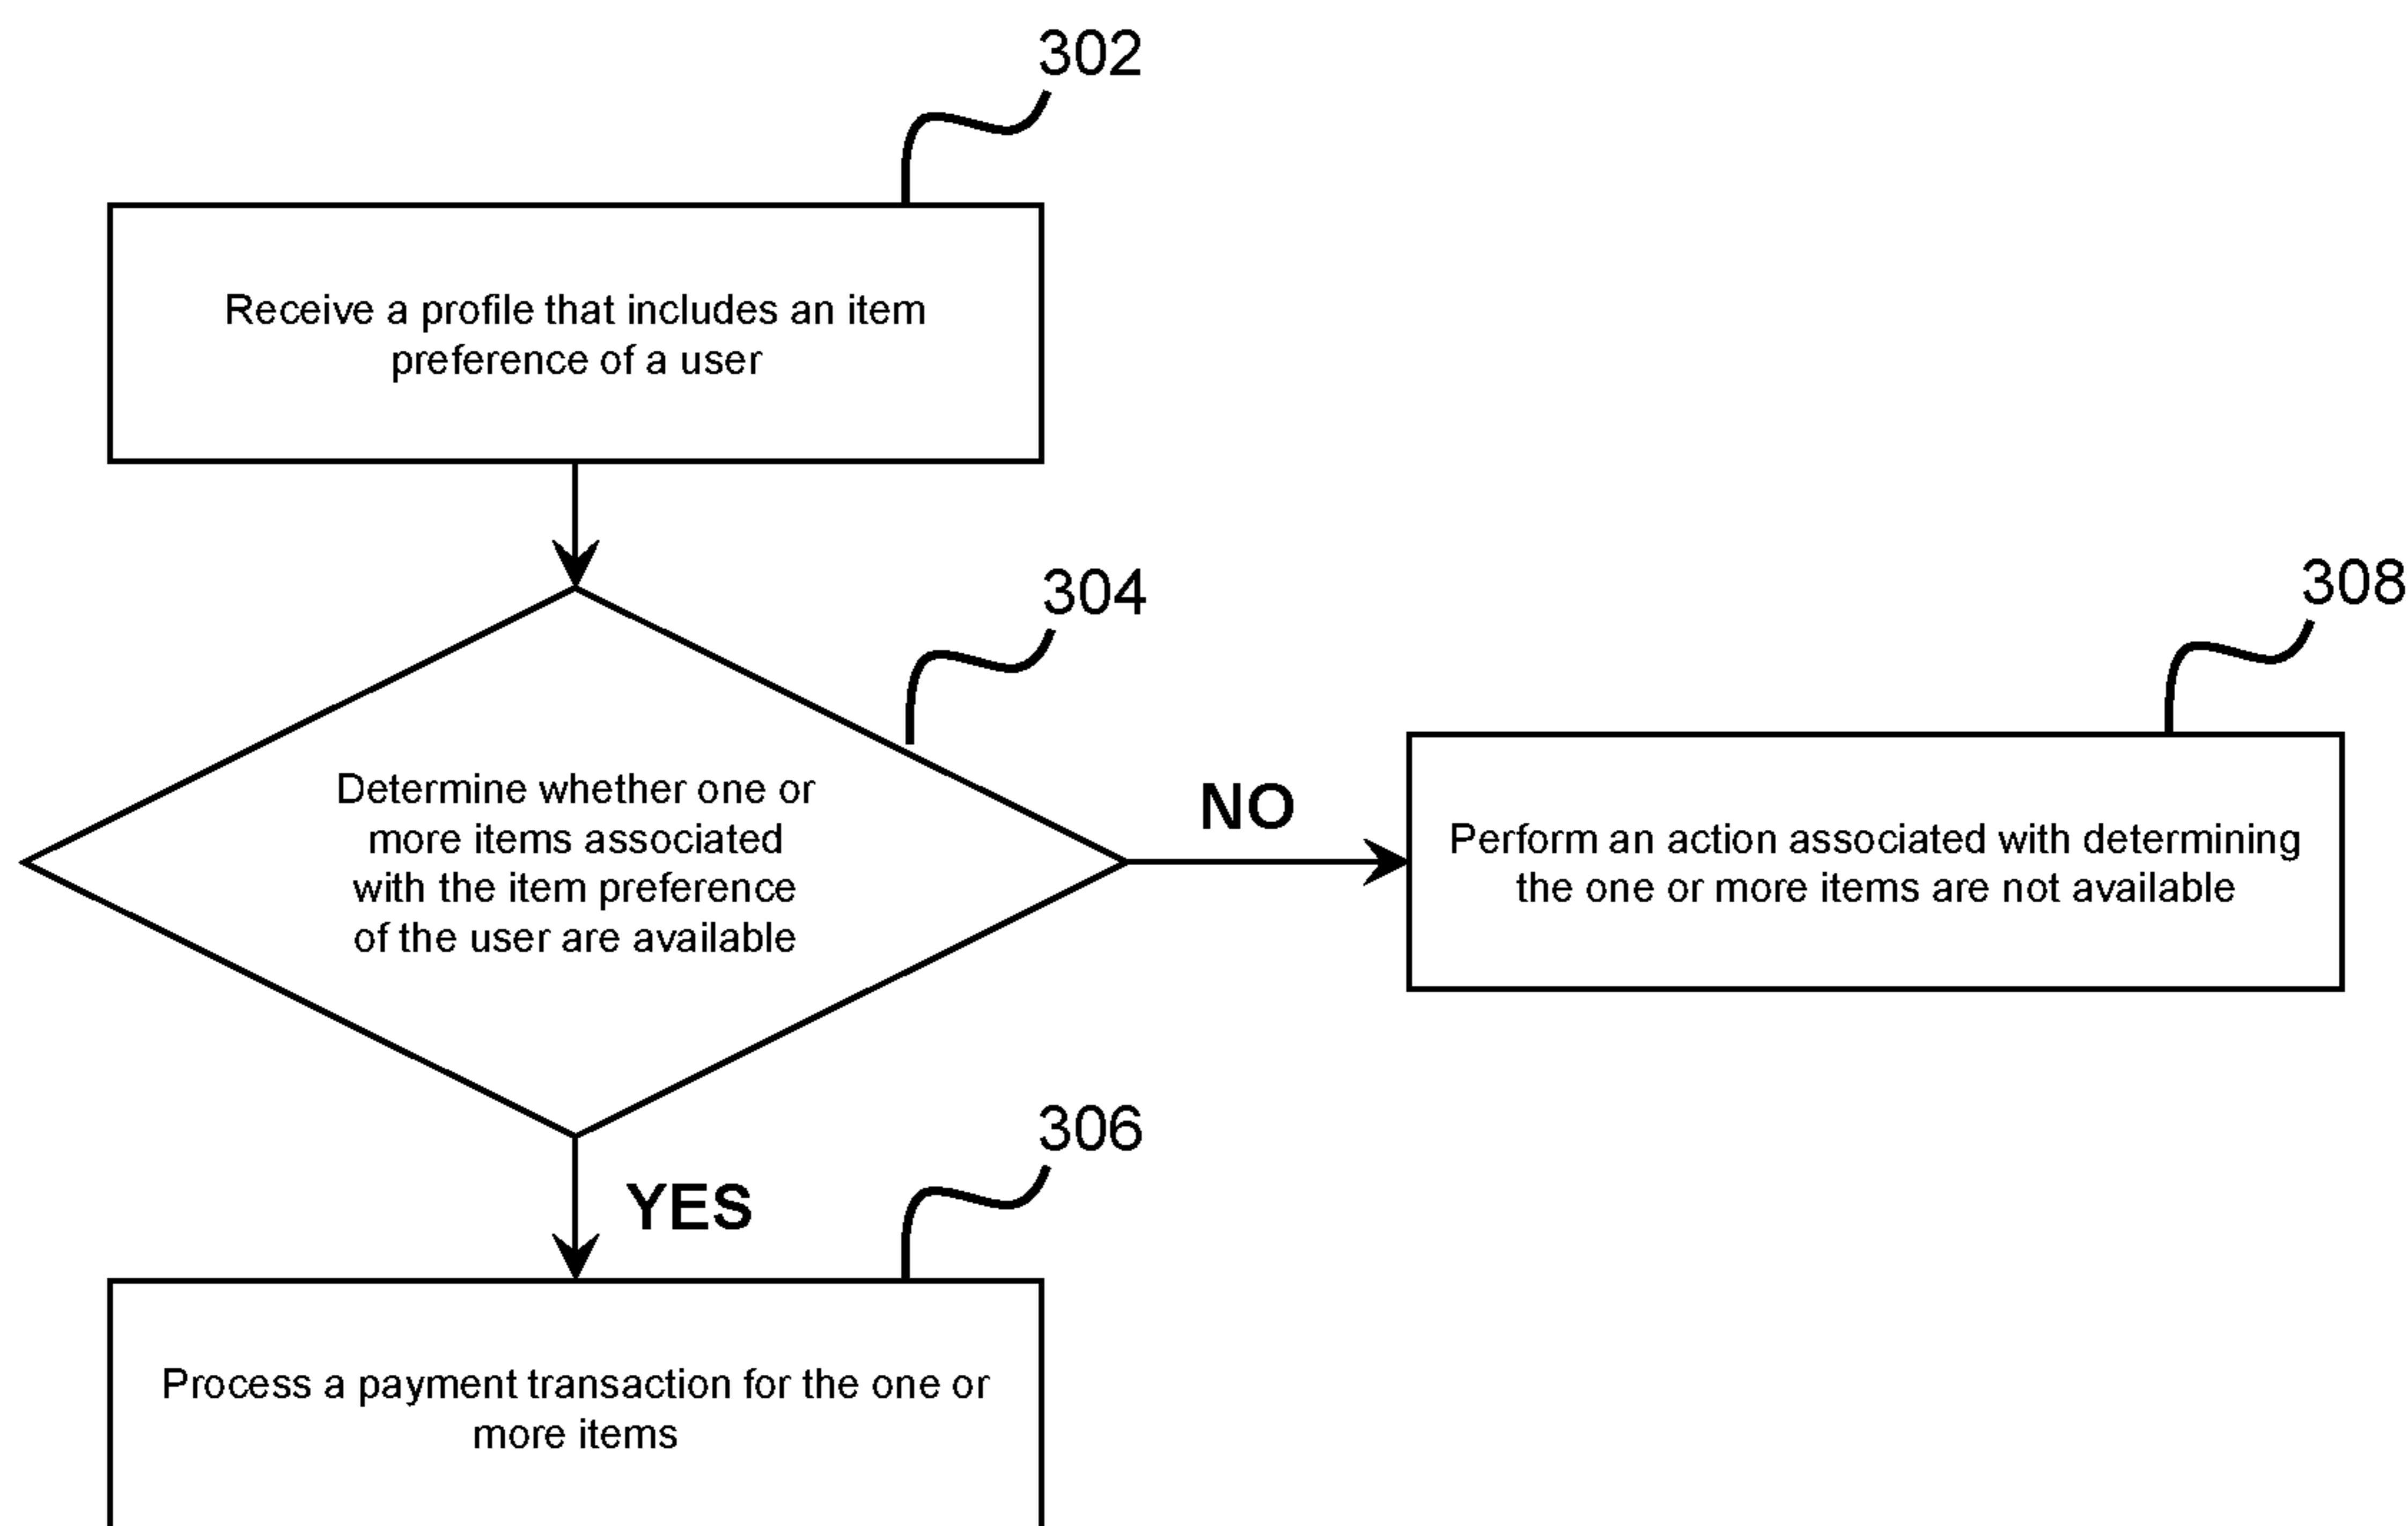 302
Receive a profile that includes an item
preference of a user
304
308
Determine whether one or
more items associated
with the item preference
of the user are available
NO
Perform an action associated with determining
the one or more items are not available
306
YES
Process a payment transaction for the one or
more items